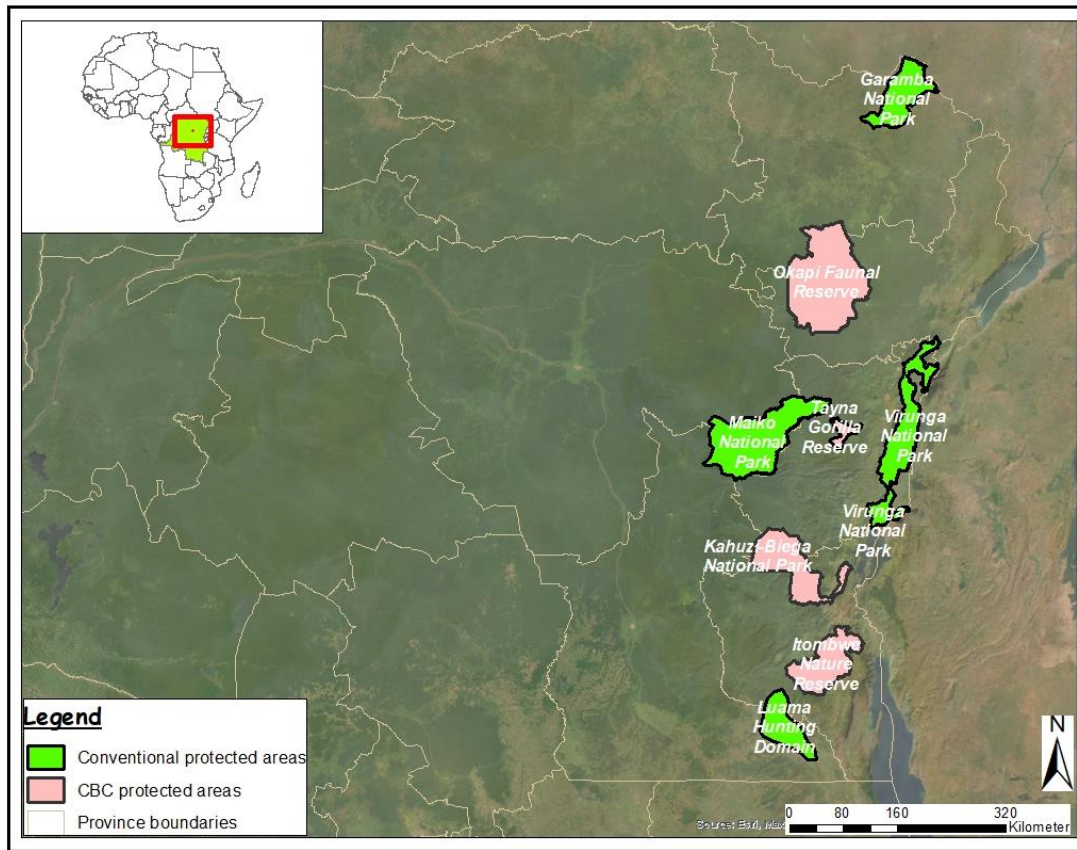 Garamba
National
Park
Okapi Faunal
Reserve
Maiko
National
Park
Tayna
Gorilla
Reserve
Virunga
National
Park
Virunga
National
Park
Kahuzi-Biega
National Park
Itombwe
Nature
Reserve
Luama
Hunting
Domain
Legend
Conventional protected areas
CBC protected areas
Province boundaries
N
0 80 160 320
Kilometer
Source: Esri,